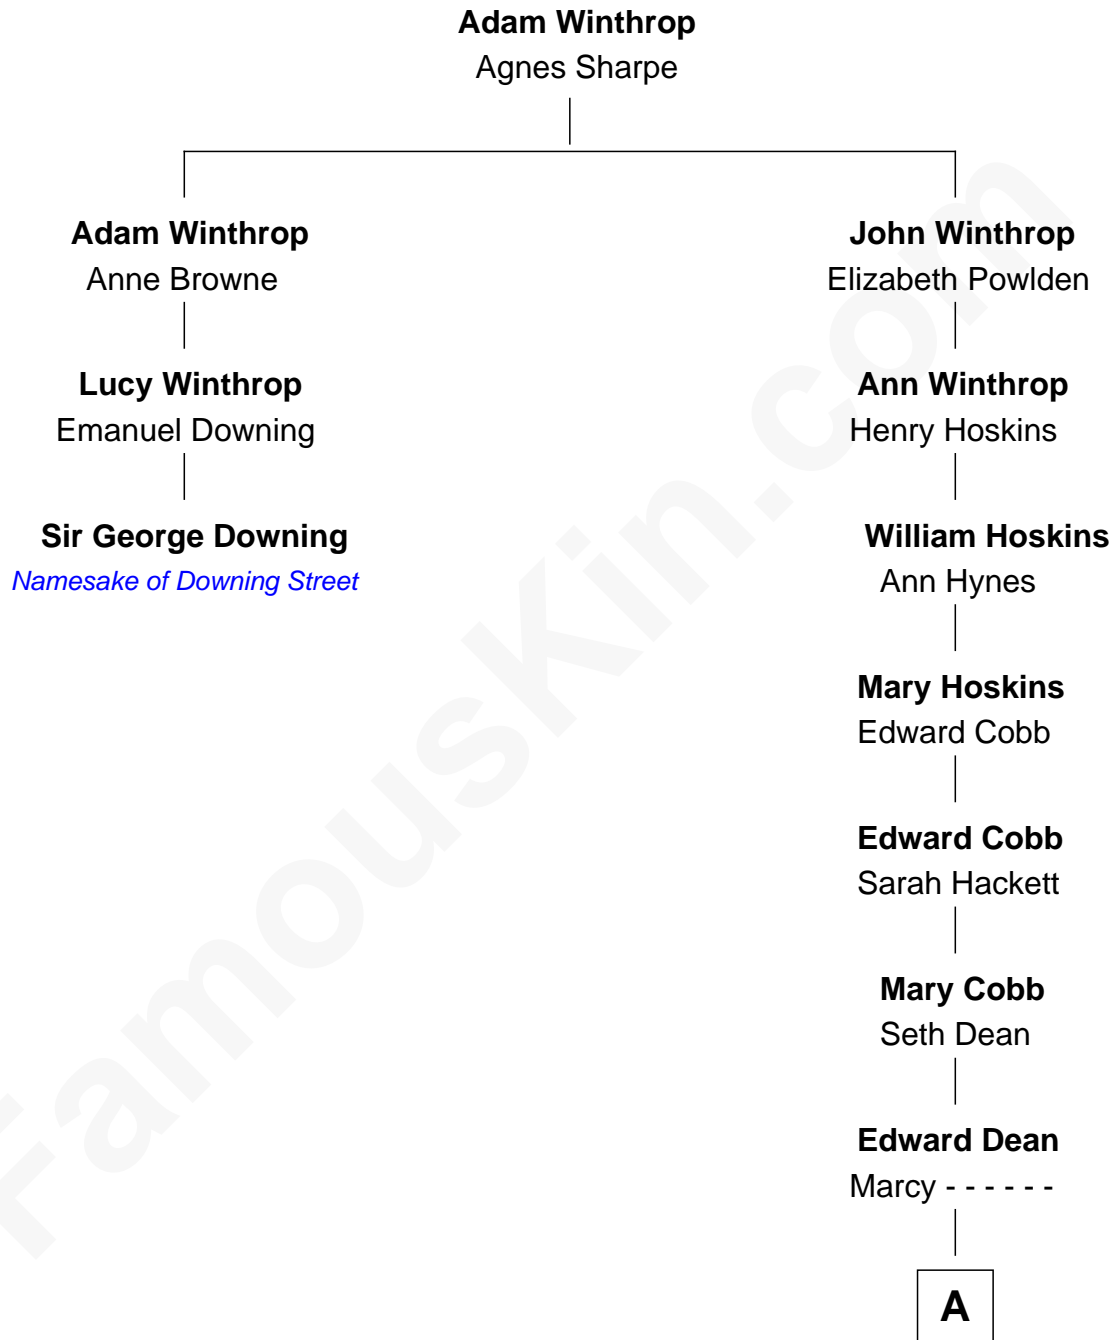 Adam Winthrop
Agnes Sharpe
Adam Winthrop
Anne Browne
John Winthrop
Elizabeth Powlden
Lucy Winthrop
Emanuel Downing
Ann Winthrop
Henry Hoskins
Sir George Downing
Namesake of Downing Street
William Hoskins
Ann Hynes
Mary Hoskins
Edward Cobb
Edward Cobb
Sarah Hackett
Mary Cobb
Seth Dean
Edward Dean
Marcy - - - - - -
A
FamousKin.com